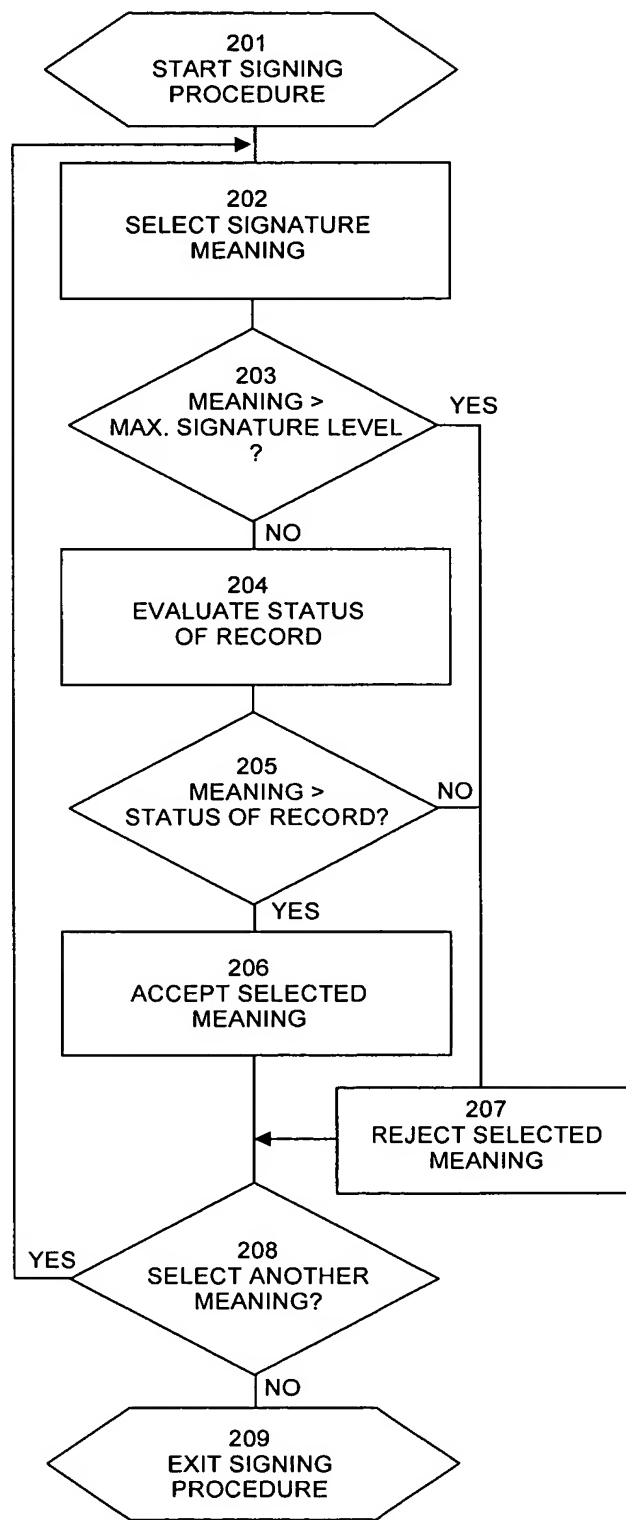 201
START SIGNING
PROCEDURE
202
SELECT SIGNATURE
MEANING
203
MEANING >
MAX. SIGNATURE LEVEL
?
YES
NO
204
EVALUATE STATUS
OF RECORD
205
MEANING >
STATUS OF RECORD?
NO
YES
206
ACCEPT SELECTED
MEANING
207
REJECT SELECTED
MEANING
208
SELECT ANOTHER
MEANING?
YES
NO
209
EXIT SIGNING
PROCEDURE